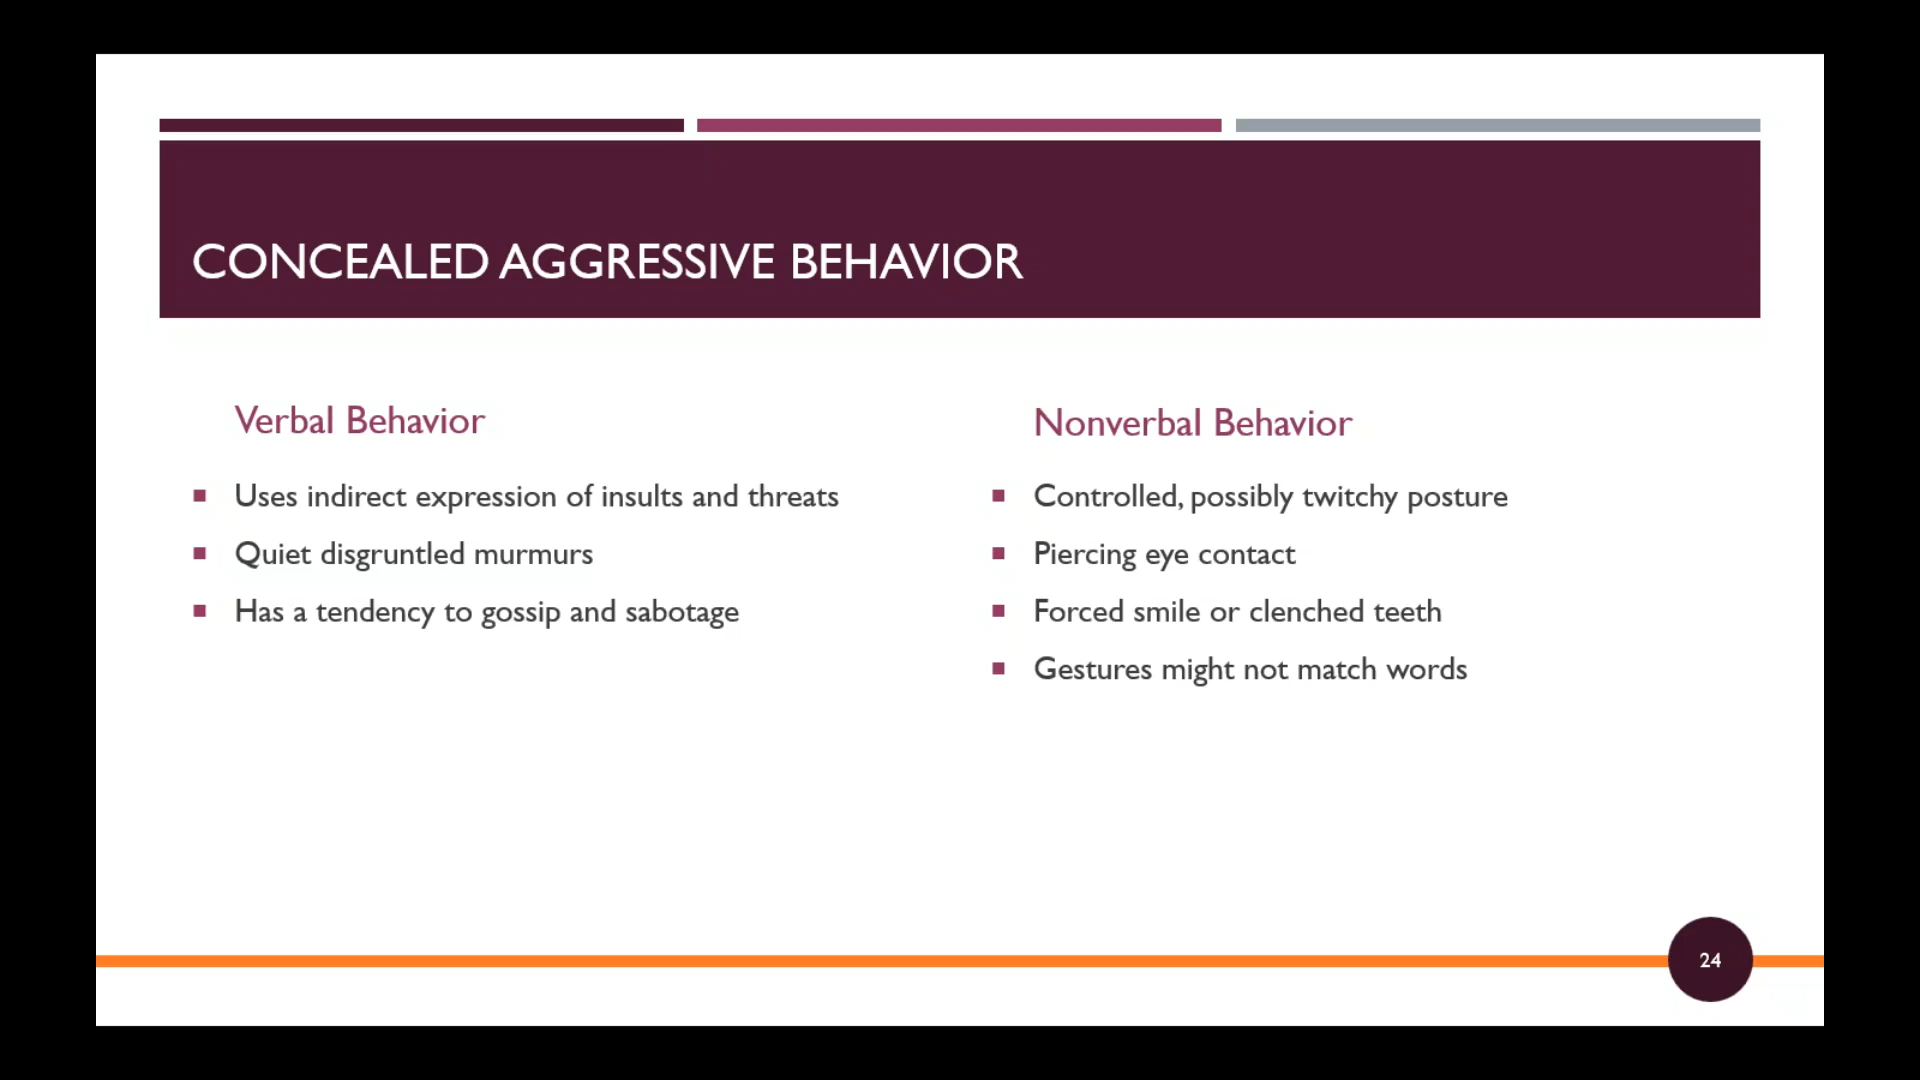 CONCEALED AGGRESSIVE BEHAVIOR
Verbal Behavior
Uses indirect expression of insults and threats
Quiet disgruntled murmurs
Has a tendency to gossip and sabotage
Nonverbal Behavior
Controlled, possibly twitchy posture
Piercing eye contact
Forced smile or clenched teeth
Gestures might not match words
24